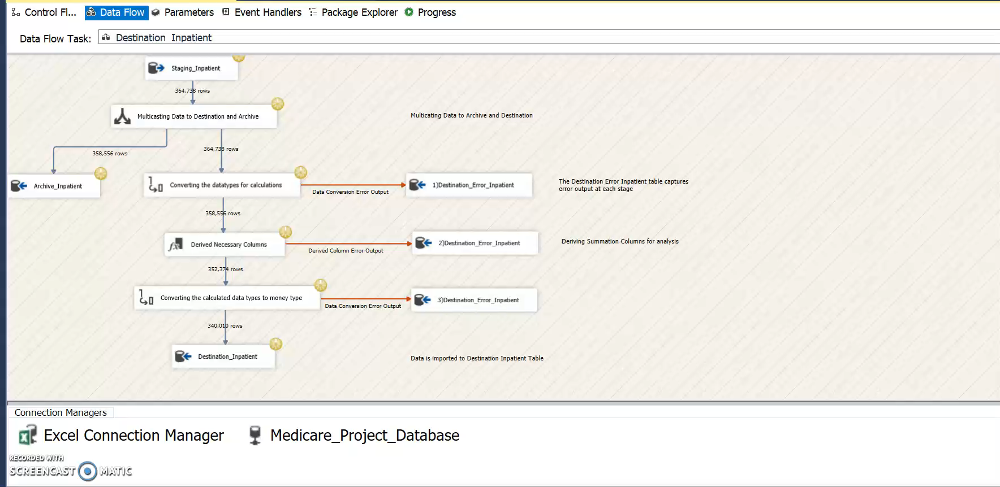 Control Fl...
Data Flow
Parameters
Event Handlers
Package Explorer
Progress
Data Flow Task:
Destination Inpatient
Staging_Inpatient
364,738 rows
Multicasting Data to Destination and Archive
Multicating Data to Archive and Destination
358,556 rows
364,738 rows
Archive_Inpatient
Converting the datatypes for calculations
Data Conversion Error Output
1)Destination_Error_Inpatient
The Destination Error Inpatient table captures
error output at each stage
358,556 rows
Derived Necessary Columns
Derived Column Error Output
2)Destination_Error_Inpatient
Deriving Summation Columns for analysis
352,374 rows
Converting the calculated data types to money type
Data Conversion Error Output
3)Destination_Error_Inpatient
340,010 rows
Destination_Inpatient
Data is imported to Destination Inpatient Table
Connection Managers
Excel Connection Manager
Medicare_Project_Database
RECORDED WITH
SCREENCAST MATIC